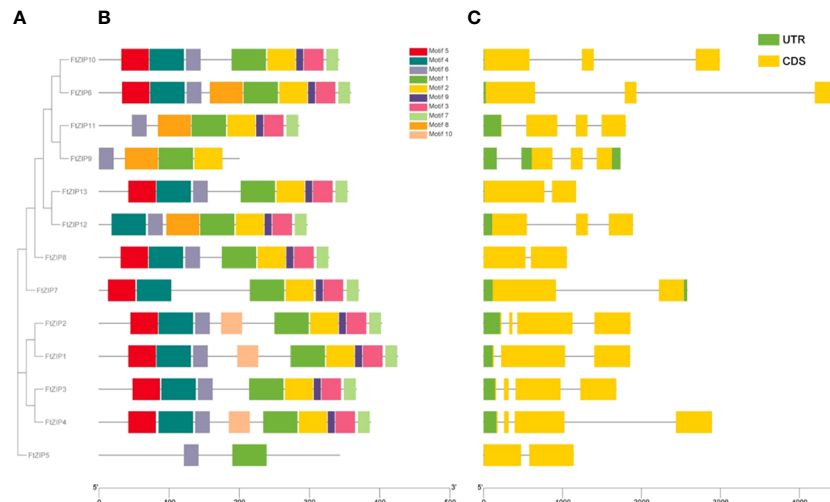 A
B
C
FtZIP10
FtZIP6
FtZIP11
FtZIP9
FtZIP13
FtZIP12
FtZIP8
FtZIP7
FtZIP2
FtZIP1
FtZIP3
FtZIP4
FtZIP5
Motif 5
Motif 4
Motif 6
Motif 1
Motif 2
Motif 9
Motif 3
Motif 7
Motif 8
Motif 10
UTR
CDS
5' 3'
0 100 200 300 400 500
5'
0 1000 2000 3000 4000